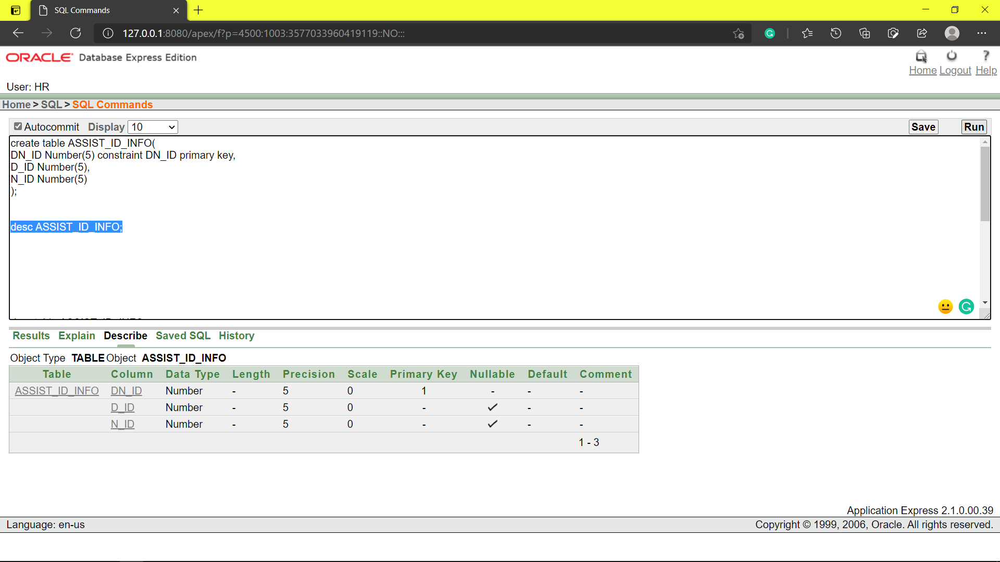 SQL Commands
127.0.0.1:8080/apex/f?p=4500:1003:3577033960419119::NO:::
ORACLE Database Express Edition
Home Logout Help
User: HR
Home > SQL > SQL Commands
Autocommit Display 10 Save Run
create table ASSIST_ID_INFO(
DN_ID Number(5) constraint DN_ID primary key,
D_ID Number(5),
N_ID Number(5)
);
desc ASSIST_ID_INFO;
Results Explain Describe Saved SQL History
Object Type TABLE Object ASSIST_ID_INFO
Table Column Data Type Length Precision Scale Primary Key Nullable Default Comment
ASSIST_ID_INFO DN_ID Number - 5 0 1 - - -
D_ID Number - 5 0 - ✓ - -
N_ID Number - 5 0 - ✓ - -
1 - 3
Application Express 2.1.0.00.39
Language: en-us Copyright © 1999, 2006, Oracle. All rights reserved.